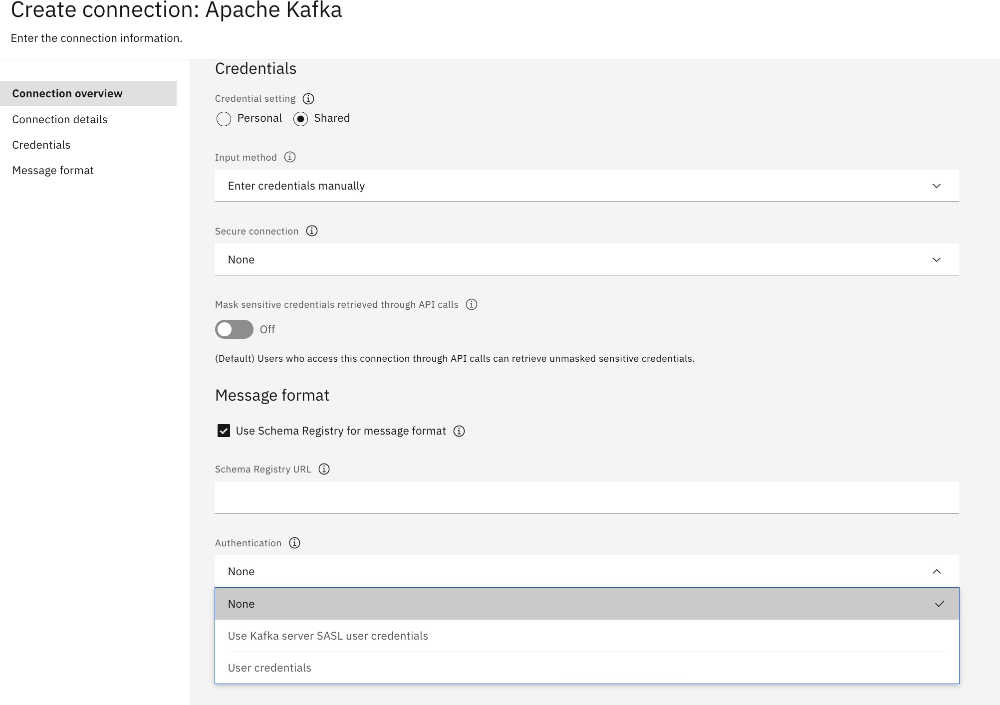 Create connection: Apache Kafka
Enter the connection information.
Connection overview
Connection details
Credentials
Message format
Credentials
Credential setting
Personal
Shared
Input method
Enter credentials manually
Secure connection
None
Mask sensitive credentials retrieved through API calls
Off
(Default) Users who access this connection through API calls can retrieve unmasked sensitive credentials.
Message format
Use Schema Registry for message format
Schema Registry URL
Authentication
None
None
Use Kafka server SASL user credentials
User credentials